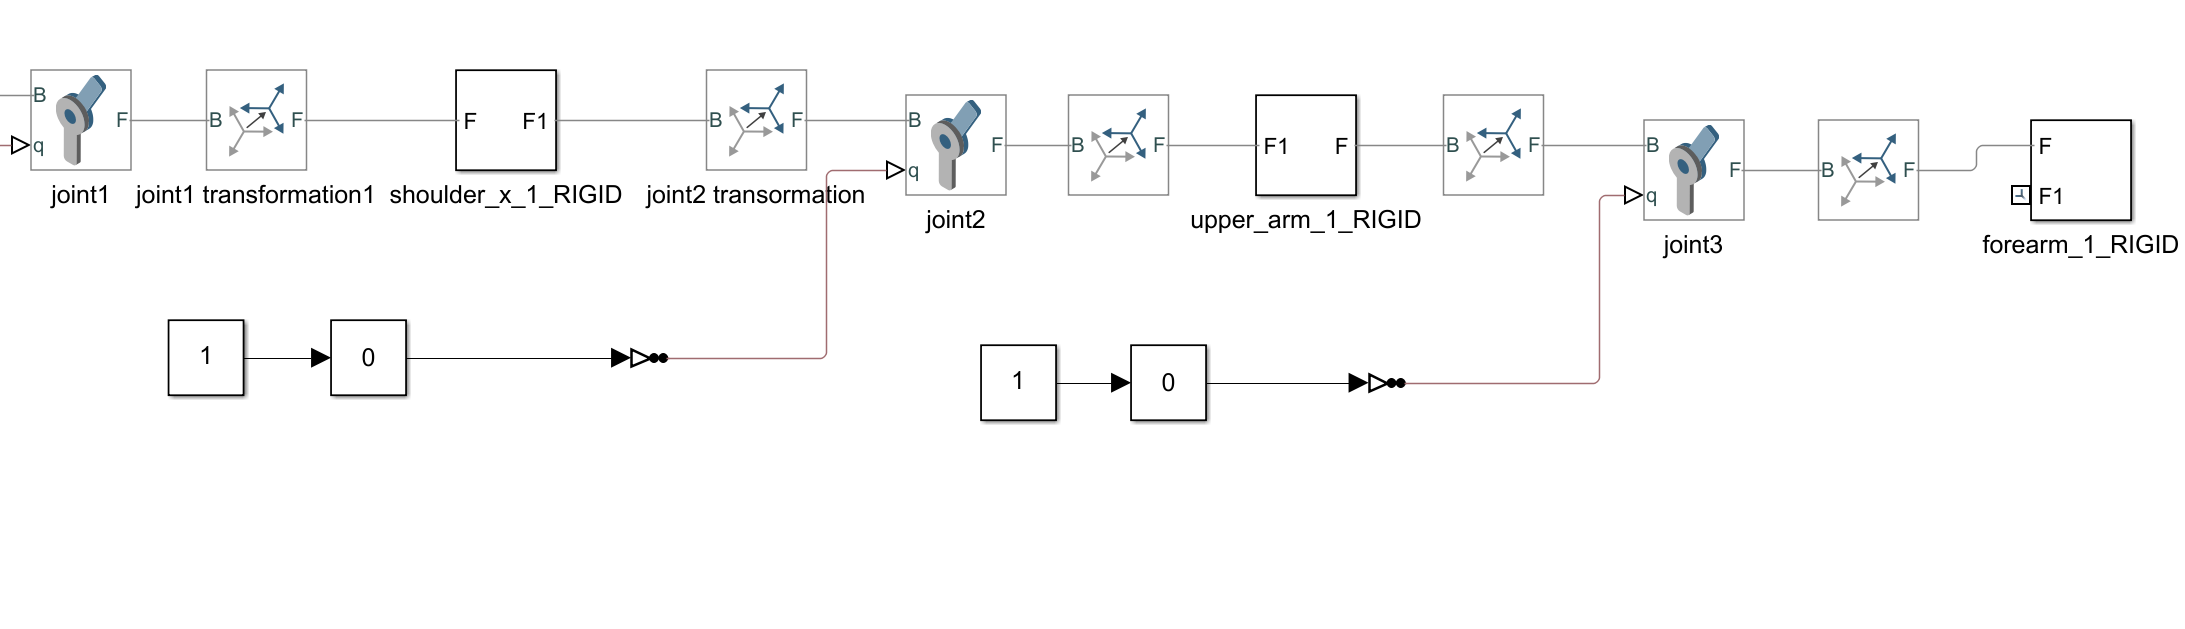 B
F
q
joint1
B
F
joint1 transformation1
F
F1
shoulder_x_1_RIGID
B
F
joint2 transormation
B
F
q
joint2
B
F
F1
F
upper_arm_1_RIGID
B
F
B
F
q
joint3
B
F
F
F1
forearm_1_RIGID
1
0
1
0